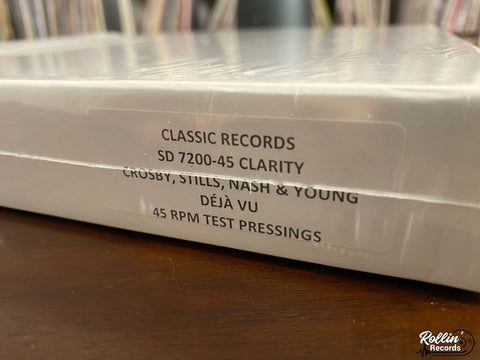 CLASSIC RECORDS
SD 7200-45 CLARITY
CROSBY, STILLS, NASH & YOUNG
DÉJÀ VU
45 RPM TEST PRESSINGS
Rollin'
Records